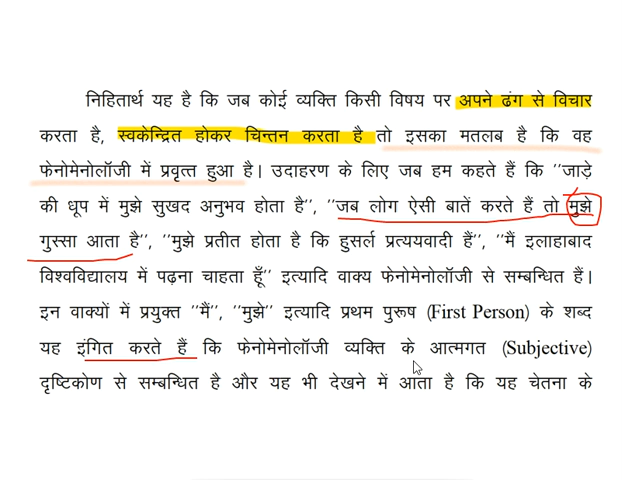 निहितार्थ यह है कि जब कोई व्यक्ति किसी विषय पर अपने ढंग से विचार
करता है, स्वकेन्द्रित होकर चिन्तन करता है तो इसका मतलब है कि वह
फेनोमेनोलॉजी में प्रवृत्त हुआ है। उदाहरण के लिए जब हम कहते हैं कि ''जाड़े
की धूप में मुझे सुखद अनुभव होता है'', ''जब लोग ऐसी बातें करते हैं तो मुझे
गुस्सा आता है'', ''मुझे प्रतीत होता है कि हुसर्ल प्रत्ययवादी हैं'', ''मैं इलाहाबाद
विश्वविद्यालय में पढ़ना चाहता हूँ'' इत्यादि वाक्य फेनोमेनोलॉजी से सम्बन्धित हैं।
इन वाक्यों में प्रयुक्त ''मैं'', ''मुझे'' इत्यादि प्रथम पुरूष (First Person) के शब्द
यह इंगित करते हैं कि फेनोमेनोलॉजी व्यक्ति के आत्मगत (Subjective)
दृष्टिकोण से सम्बन्धित है और यह भी देखने में आता है कि यह चेतना के